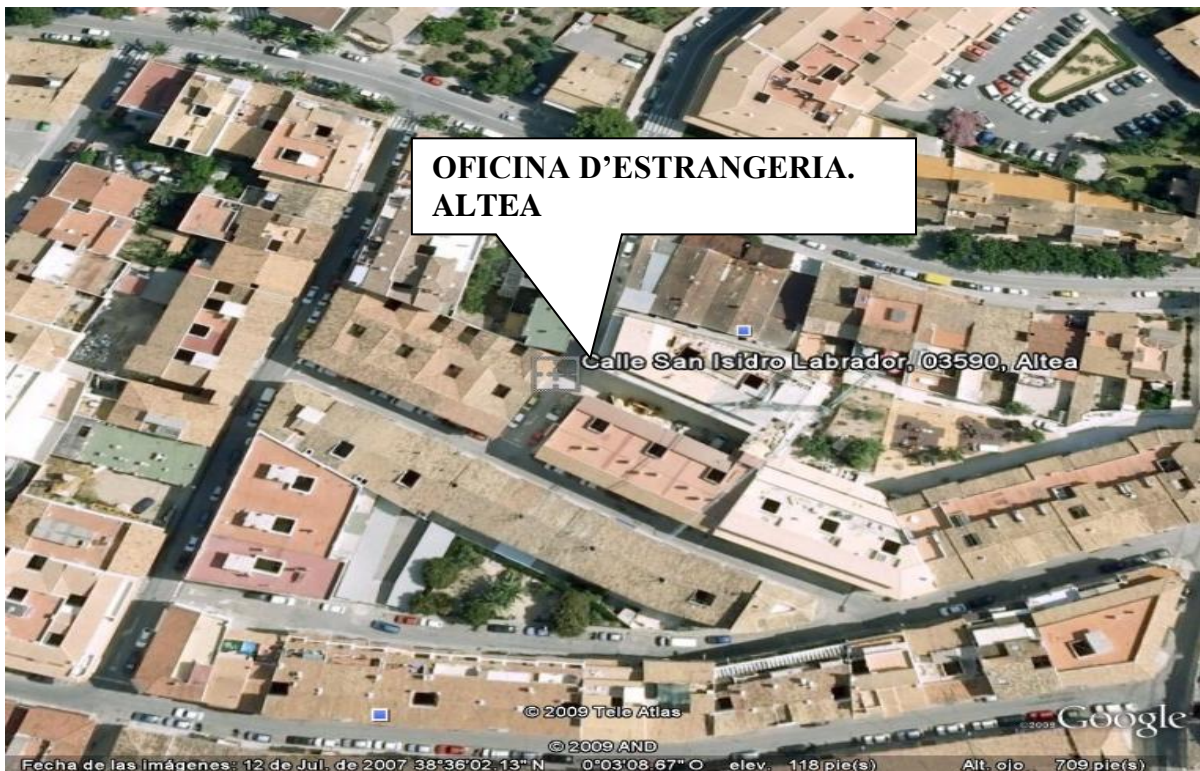 OFICINA D’ESTRANGERIA.
ALTEA
Calle San Isidro Labrador, 03590, Altea
© 2009 Tele Atlas
© 2009 Google
© 2009 AND
Fecha de las imágenes: 12 de Jul. de 2007 38°36'02.13" N 0°03'08.67" O elev. 118 pie(s) Alt. ojo 709 pie(s)